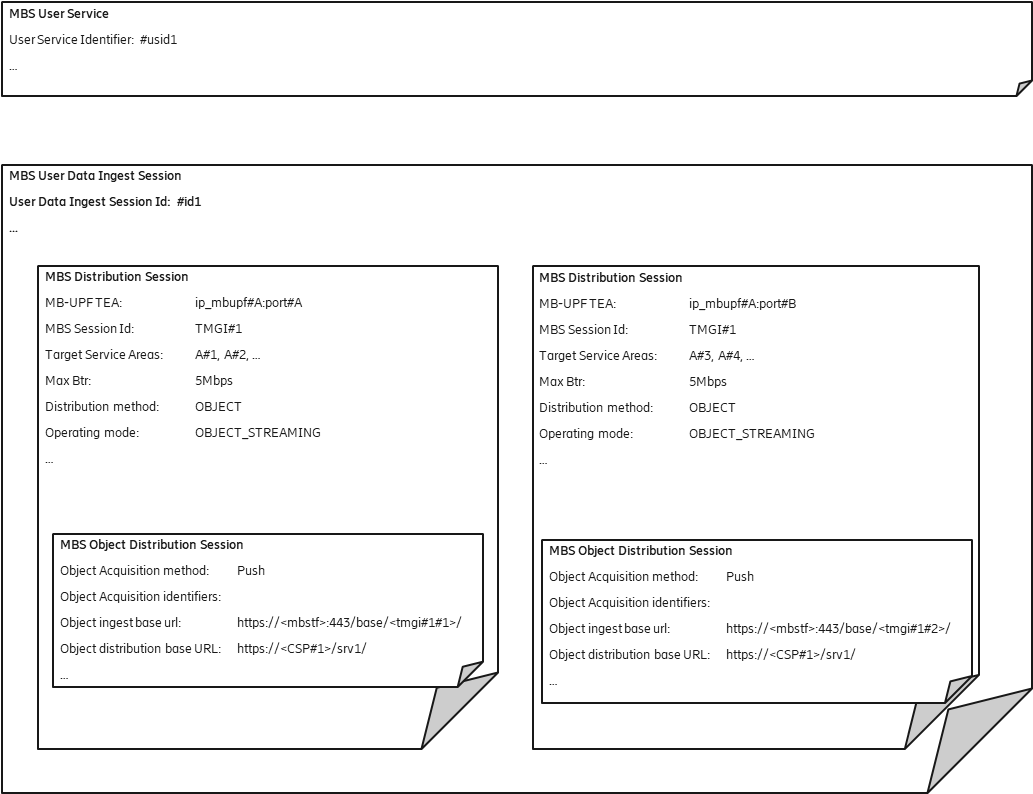 MBS User Service
User Service Identifier: #usid1
...
MBS User Data Ingest Session
User Data Ingest Session Id: #id1
...
MBS Distribution Session
MB-UPF TEA: ip_mbupf#A:port#A
MBS Session Id: TMGI#1
Target Service Areas: A#1, A#2, ...
Max Btr: 5Mbps
Distribution method: OBJECT
Operating mode: OBJECT_STREAMING
...
MBS Object Distribution Session
Object Acquisition method: Push
Object Acquisition identifiers:
Object ingest base url: https://<mbstf>:443/base/<tmgi#1#1>/
Object distribution base URL: https://<CSP#1>/srv1/
...
MBS Distribution Session
MB-UPF TEA: ip_mbupf#A:port#B
MBS Session Id: TMGI#1
Target Service Areas: A#3, A#4, ...
Max Btr: 5Mbps
Distribution method: OBJECT
Operating mode: OBJECT_STREAMING
...
MBS Object Distribution Session
Object Acquisition method: Push
Object Acquisition identifiers:
Object ingest base url: https://<mbstf>:443/base/<tmgi#1#2>/
Object distribution base URL: https://<CSP#1>/srv1/
...